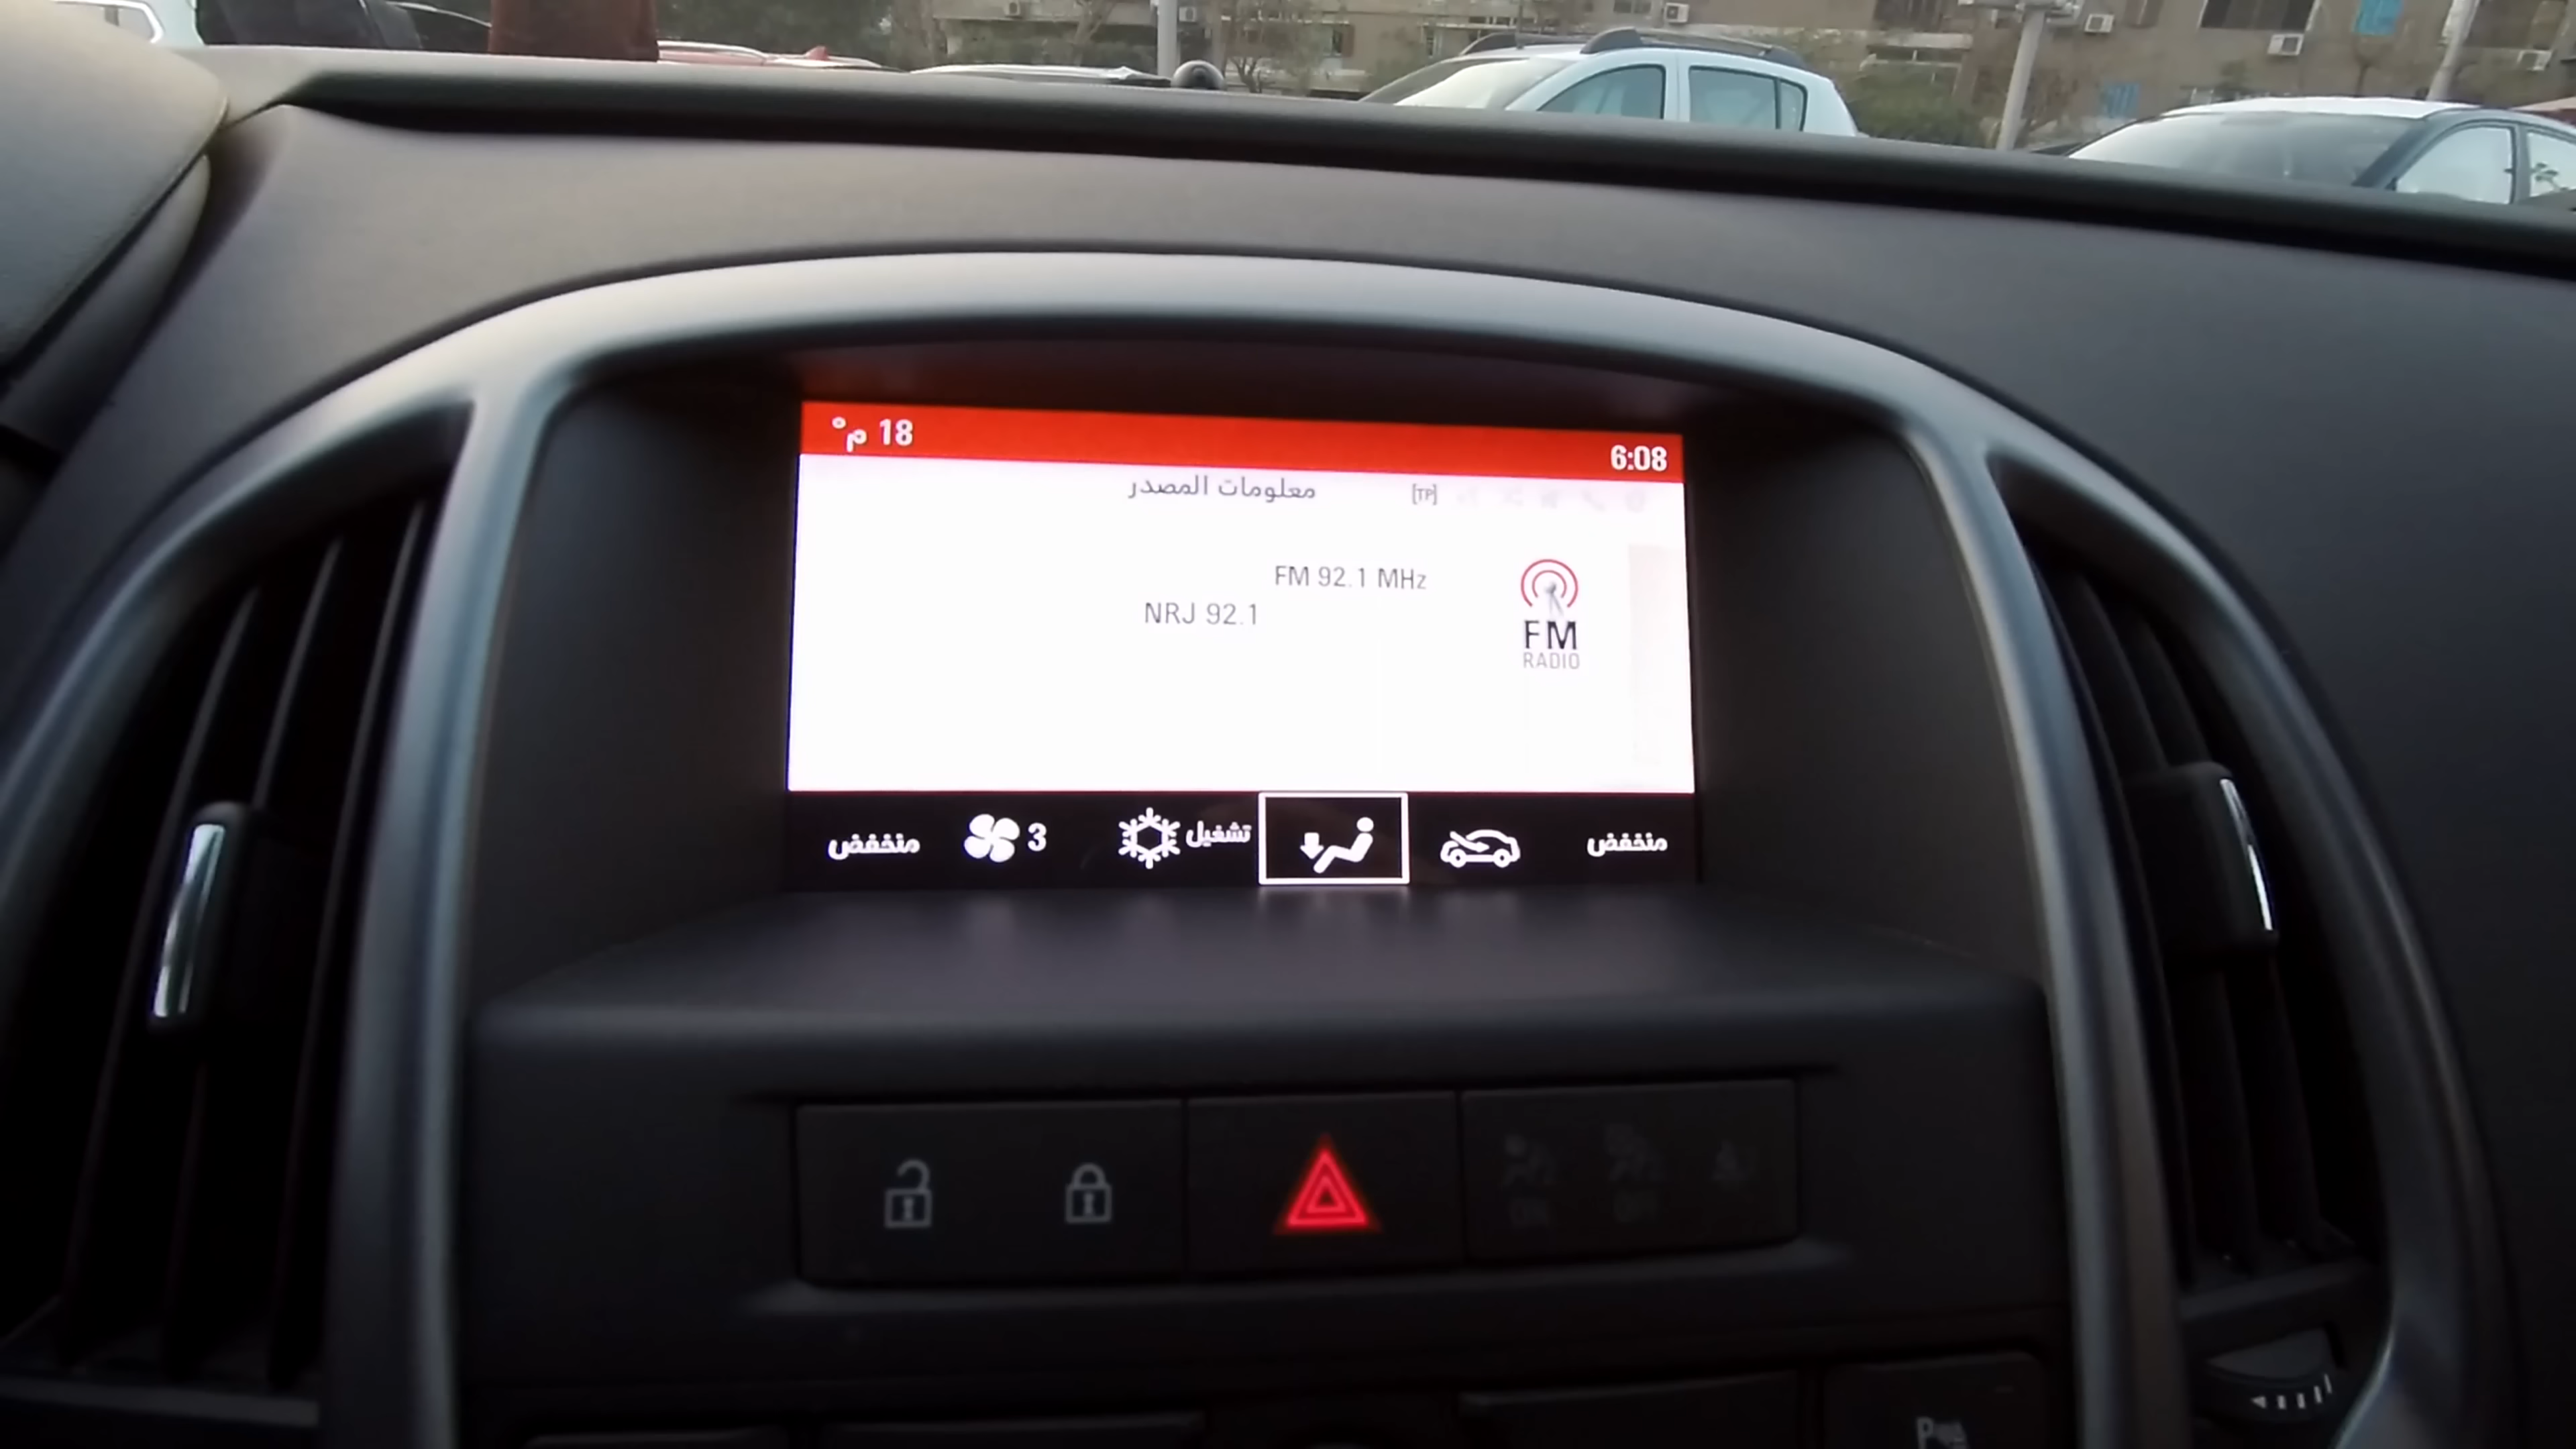 6:08
18 م°
[TP] معلومات المصدر
FM 92.1 MHz
NRJ 92.1
FM
RADIO
منخفض
تشغيل
3
منخفض